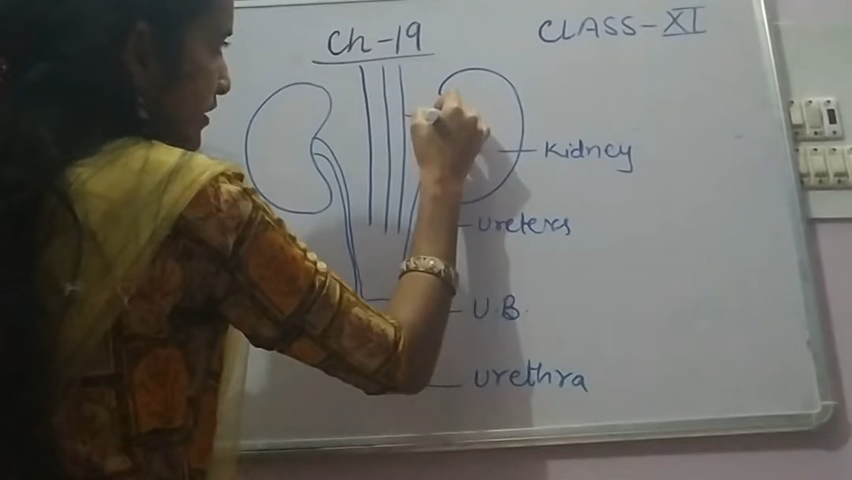 Ch-19
CLASS-XI
Kidney
ureters
U.B.
urethra